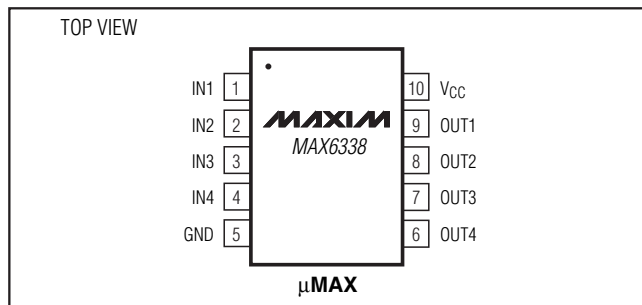 TOP VIEW
IN1 1 10 VCC
IN2 2 MAXIM 9 OUT1
MAX6338
IN3 3 8 OUT2
IN4 4 7 OUT3
GND 5 6 OUT4
μMAX